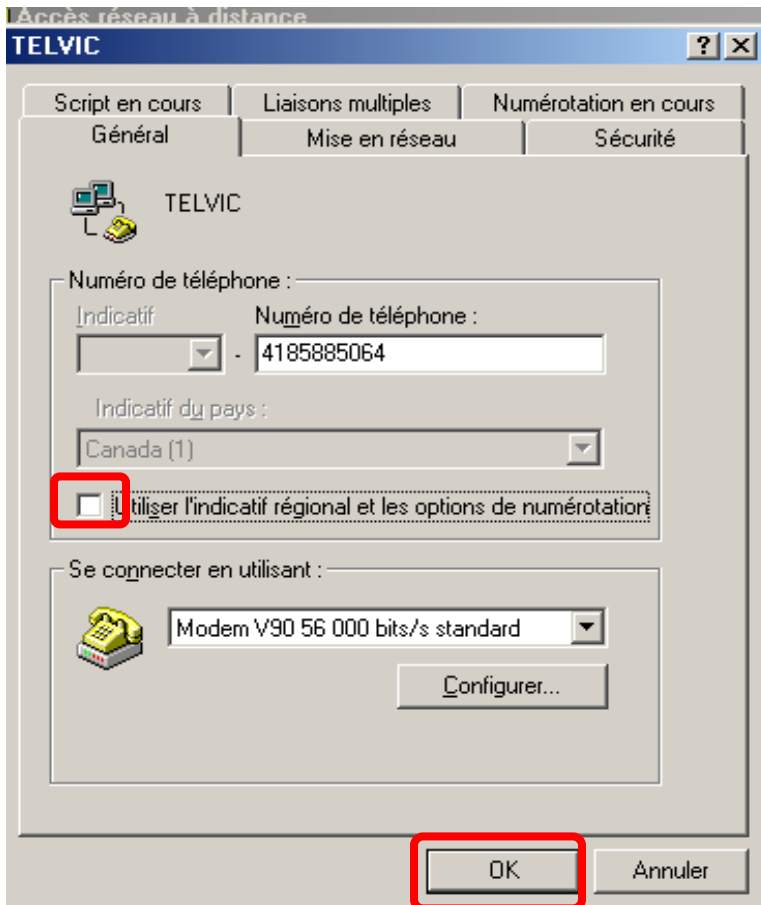 Accès réseau à distance
TELVIC
Script en cours Liaisons multiples Numérotation en cours
Général Mise en réseau Sécurité
TELVIC
Numéro de téléphone :
Indicatif Numéro de téléphone :
- 4185885064
Indicatif du pays :
Canada (1)
Utiliser l'indicatif régional et les options de numérotation
Se connecter en utilisant :
Modem V90 56 000 bits/s standard
Configurer...
OK Annuler